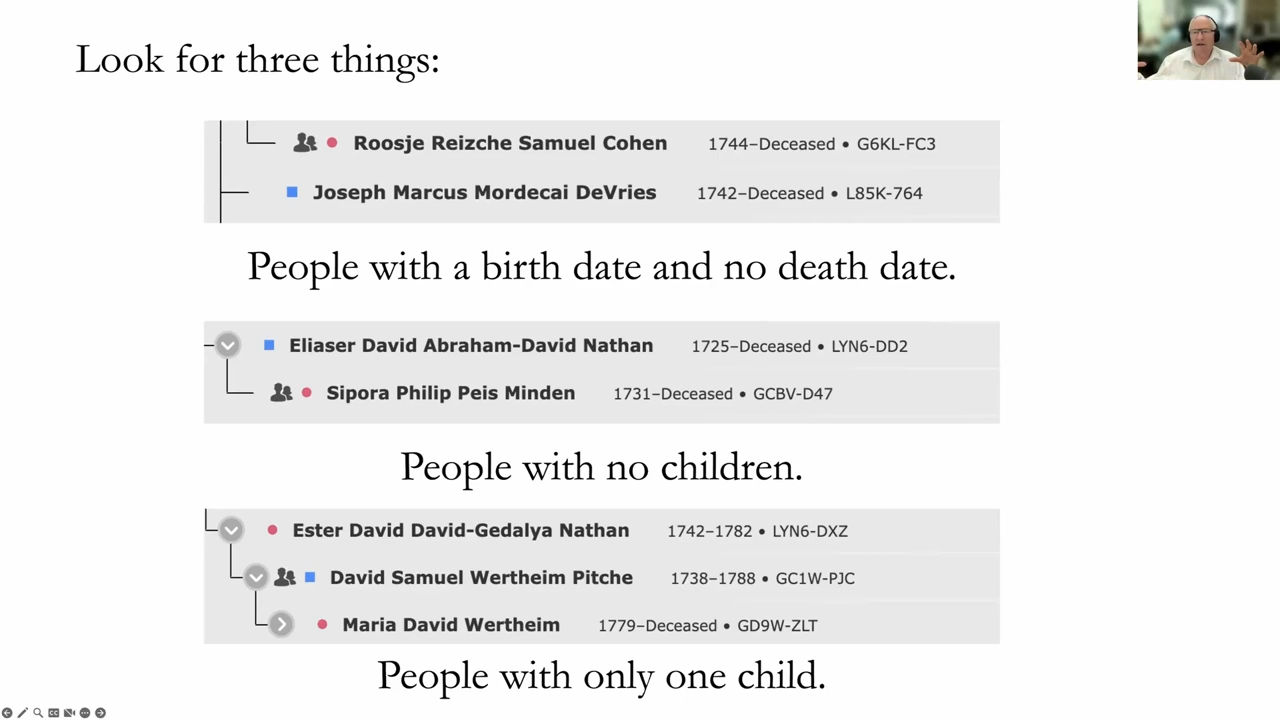 Look for three things:
Roosje Reizche Samuel Cohen 1744–Deceased • G6KL-FC3
Joseph Marcus Mordecai DeVries 1742–Deceased • L85K-764
People with a birth date and no death date.
Eliaser David Abraham-David Nathan 1725–Deceased • LYN6-DD2
Sipora Philip Peis Minden 1731–Deceased • GCBV-D47
People with no children.
Ester David David-Gedalya Nathan 1742–1782 • LYN6-DXZ
David Samuel Wertheim Pitche 1738–1788 • GC1W-PJC
Maria David Wertheim 1779–Deceased • GD9W-ZLT
People with only one child.